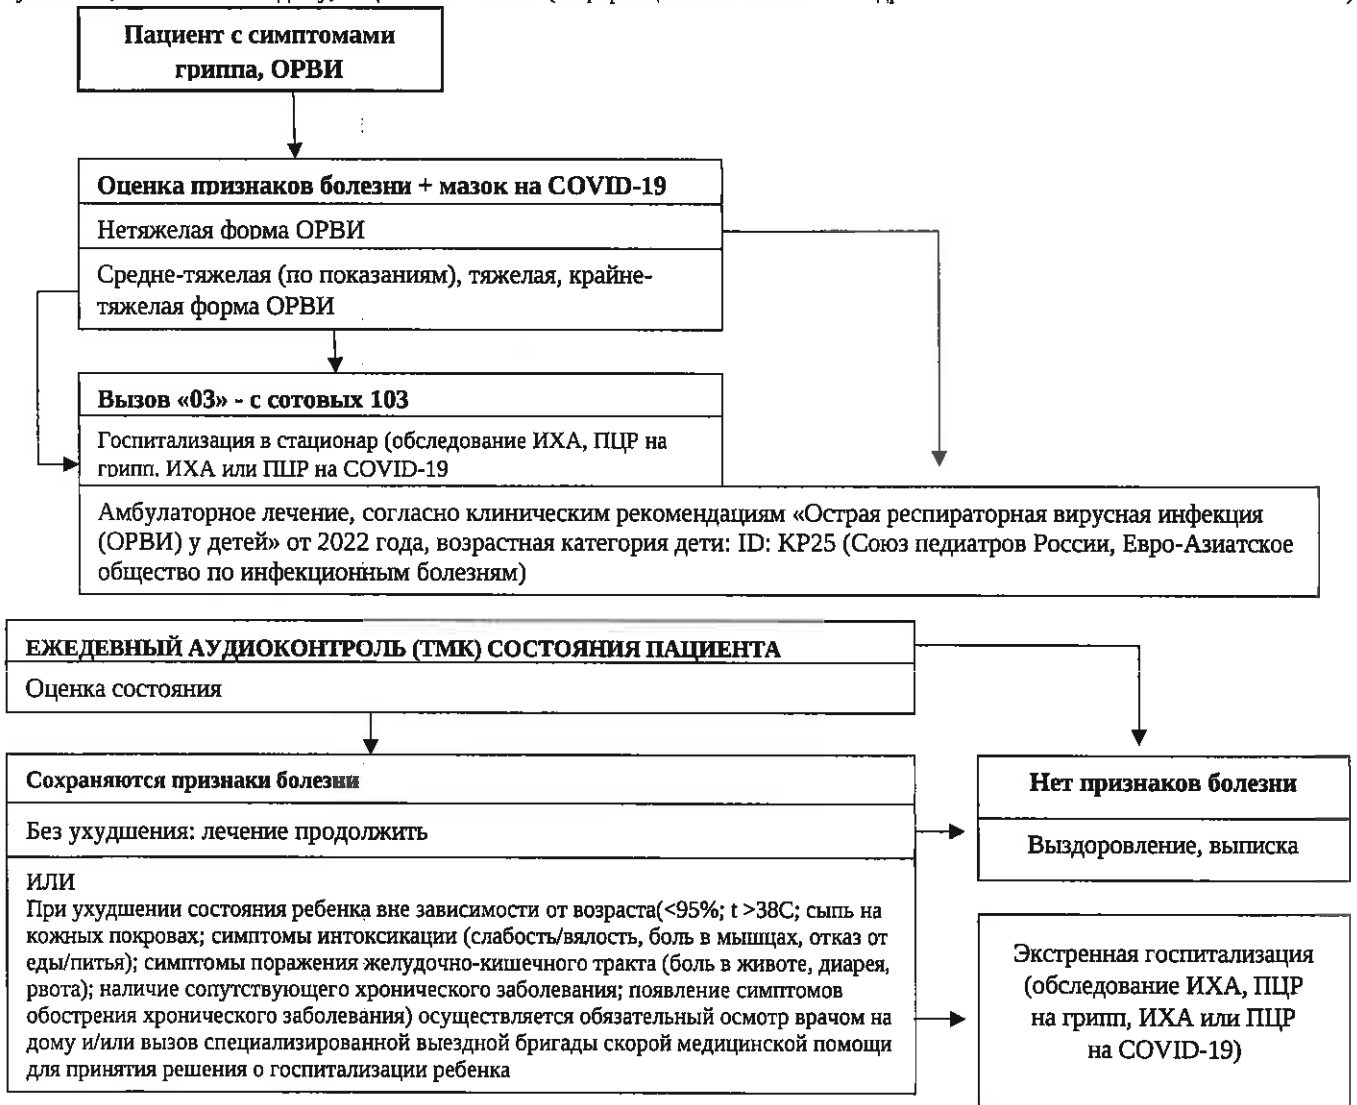 Пациент с симптомами
гриппа, ОРВИ
Оценка признаков болезни + мазок на COVID-19
Нетяжелая форма ОРВИ
Средне-тяжелая (по показаниям), тяжелая, крайне-
тяжелая форма ОРВИ
Вызов «03» - с сотовых 103
Госпитализация в стационар (обследование ИХА, ПЦР на
грипп, ИХА или ПЦР на COVID-19
Амбулаторное лечение, согласно клиническим рекомендациям «Острая респираторная вирусная инфекция
(ОРВИ) у детей» от 2022 года, возрастная категория дети: ID: КР25 (Союз педиатров России, Евро-Азиатское
общество по инфекционным болезням)
ЕЖЕДЕВНЫЙ АУДИОКОНТРОЛЬ (ТМК) СОСТОЯНИЯ ПАЦИЕНТА
Оценка состояния
Сохраняются признаки болезни
Без ухудшения: лечение продолжить
ИЛИ
При ухудшении состояния ребенка вне зависимости от возраста(<95%; t >38С; сыпь на
кожных покровах; симптомы интоксикации (слабость/вялость, боль в мышцах, отказ от
еды/питья); симптомы поражения желудочно-кишечного тракта (боль в животе, диарея,
рвота); наличие сопутствующего хронического заболевания; появление симптомов
обострения хронического заболевания) осуществляется обязательный осмотр врачом на
дому и/или вызов специализированной выездной бригады скорой медицинской помощи
для принятия решения о госпитализации ребенка
Нет признаков болезни
Выздоровление, выписка
Экстренная госпитализация
(обследование ИХА, ПЦР
на грипп, ИХА или ПЦР
на COVID-19)